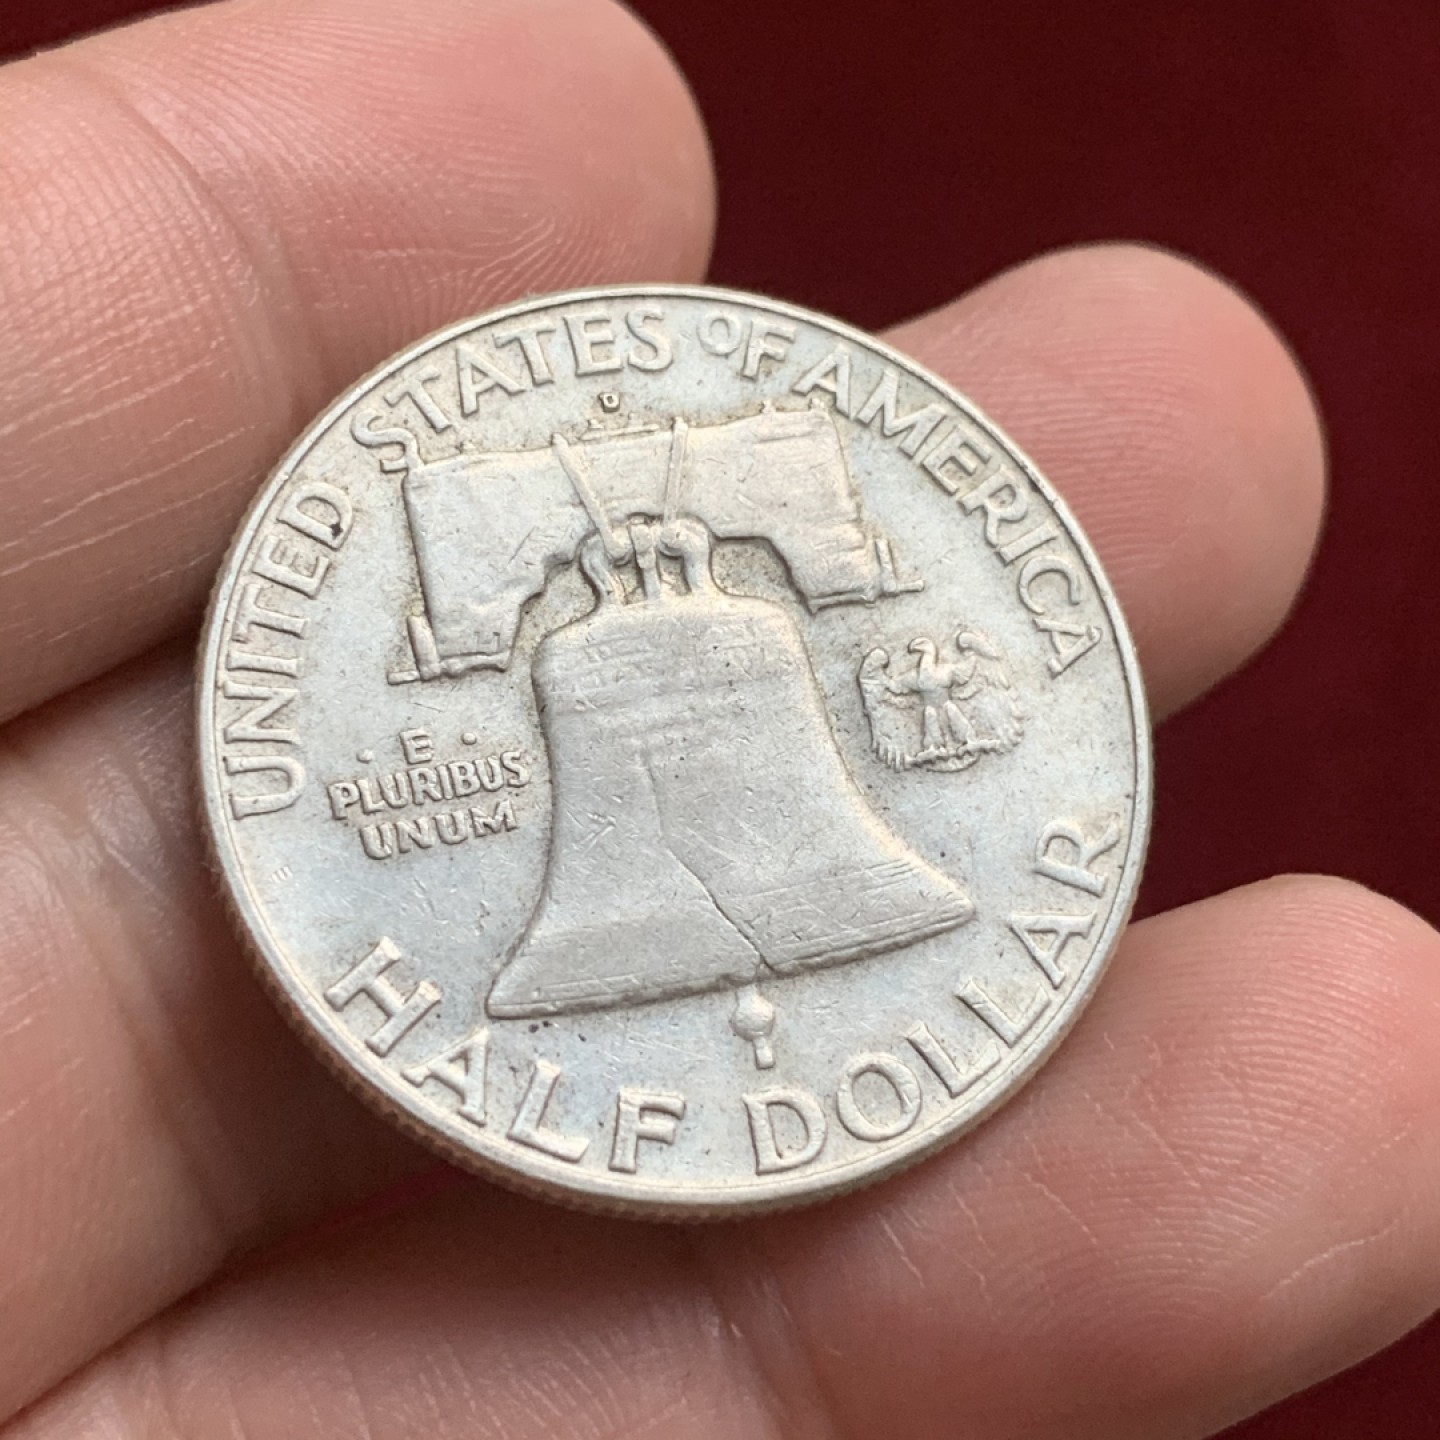 UNITED STATES OF AMERICA
D
· E ·
PLURIBUS
UNUM
HALF DOLLAR